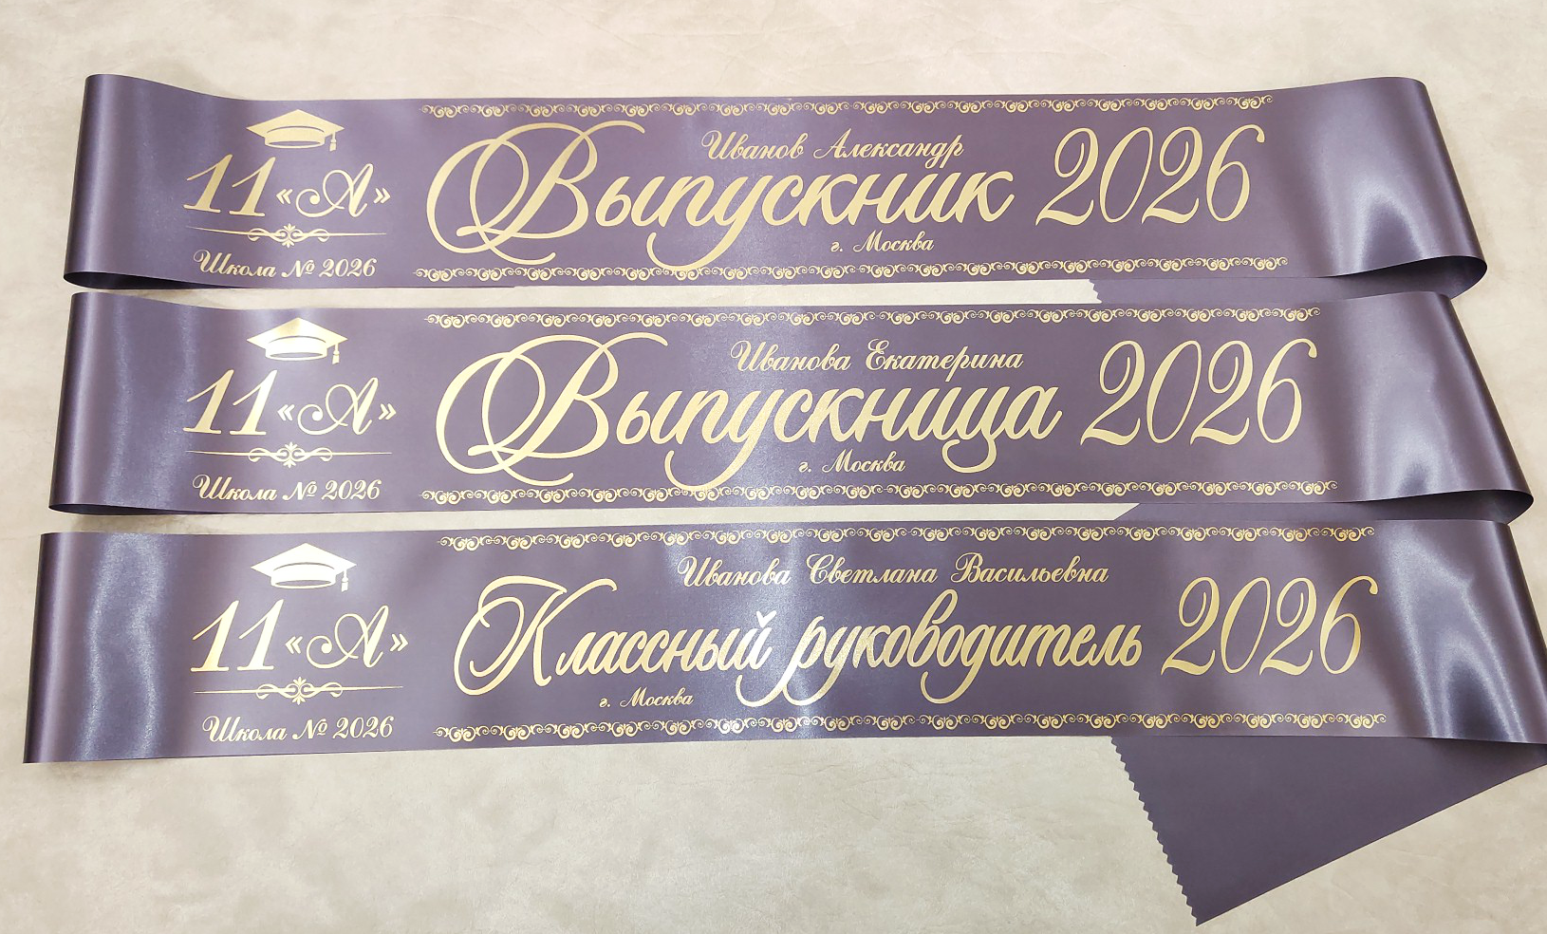 11 «А»
Школа № 2026
Иванов Александр
Выпускник 2026
г. Москва
11 «А»
Школа № 2026
Иванова Екатерина
Выпускница 2026
г. Москва
11 «А»
Школа № 2026
Иванова Светлана Васильевна
Классный руководитель 2026
г. Москва